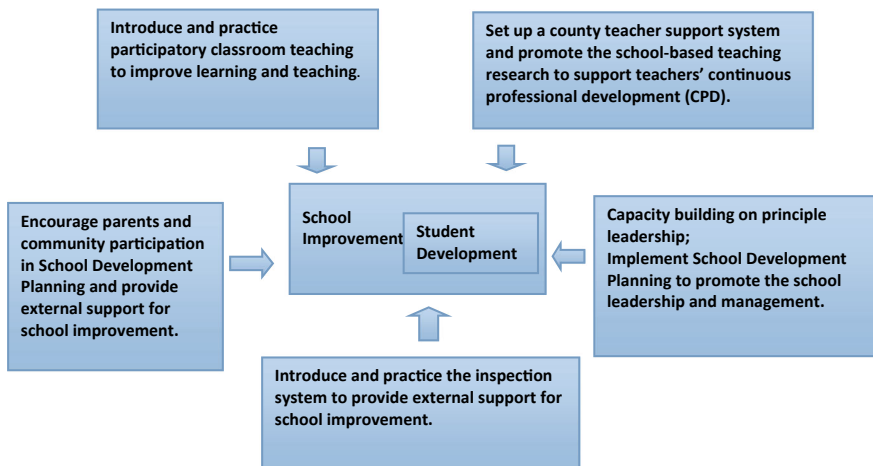 Introduce and practice
participatory classroom teaching
to improve learning and teaching.
Set up a county teacher support system
and promote the school-based teaching
research to support teachers’ continuous
professional development (CPD).
Encourage parents and
community participation
in School Development
Planning and provide
external support for
school improvement.
School
Improvement
Student
Development
Capacity building on principle
leadership;
Implement School Development
Planning to promote the school
leadership and management.
Introduce and practice the inspection
system to provide external support for
school improvement.